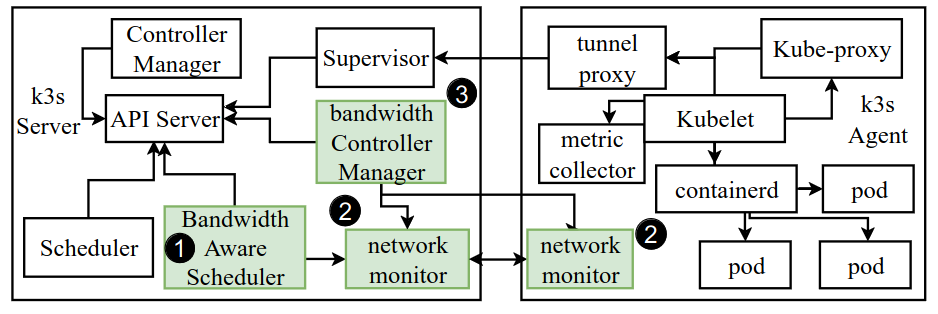 Controller
Manager
k3s
Server
API Server
Supervisor
3
bandwidth
Controller
Manager
2
Scheduler
1
Bandwidth
Aware
Scheduler
network
monitor
tunnel
proxy
Kube-proxy
metric
collector
Kubelet
k3s
Agent
containerd
pod
network
monitor
2
pod
pod